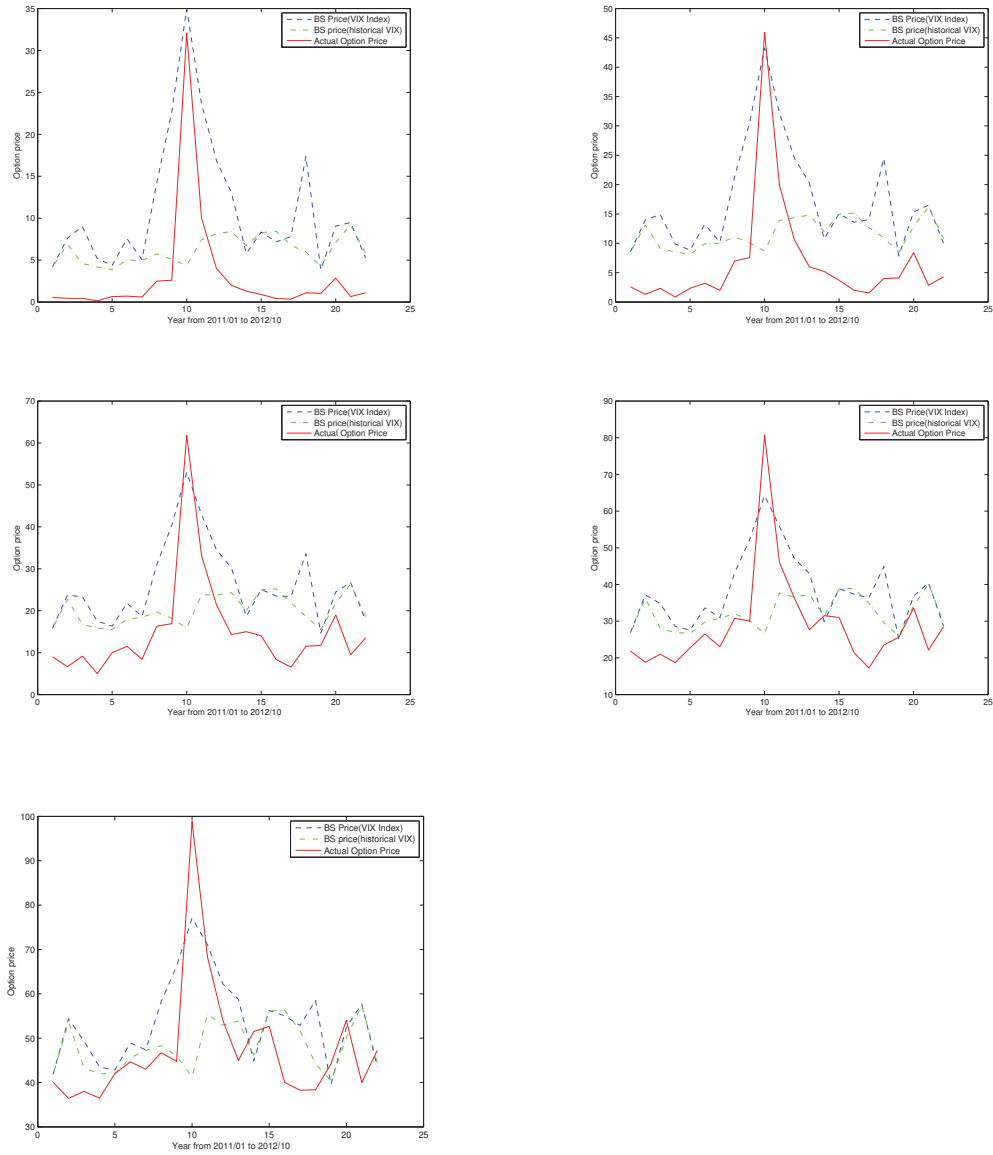 35
30
25
20
15
10
5
0
Option price
BS Price(VIX Index)
BS price(historical VIX)
Actual Option Price
0 5 10 15 20 25
Year from 2011/01 to 2012/10
50
45
40
35
30
25
20
15
10
5
0
Option price
BS Price(VIX Index)
BS price(historical VIX)
Actual Option Price
0 5 10 15 20 25
Year from 2011/01 to 2012/10
70
60
50
40
30
20
10
0
Option price
BS Price(VIX Index)
BS price(historical VIX)
Actual Option Price
0 5 10 15 20 25
Year from 2011/01 to 2012/10
90
80
70
60
50
40
30
20
10
Option price
BS Price(VIX Index)
BS price(historical VIX)
Actual Option Price
0 5 10 15 20 25
Year from 2011/01 to 2012/10
100
90
80
70
60
50
40
30
Option price
BS Price(VIX Index)
BS price(historical VIX)
Actual Option Price
0 5 10 15 20 25
Year from 2011/01 to 2012/10